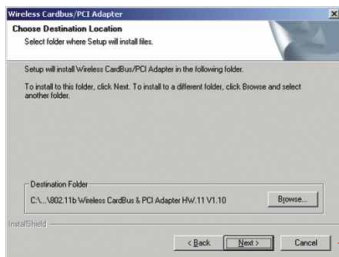 Wireless Cardbus/PCI Adapter
Choose Destination Location
Select folder where Setup will install files.
Setup will install Wireless CardBus/PCI Adapter in the following folder.
To install to this folder, click Next. To install to a different folder, click Browse and select
another folder.
Destination Folder
C:\...\802.11b Wireless CardBus & PCI Adapter HW.11 V1.10
Browse...
InstallShield
< Back
Next >
Cancel